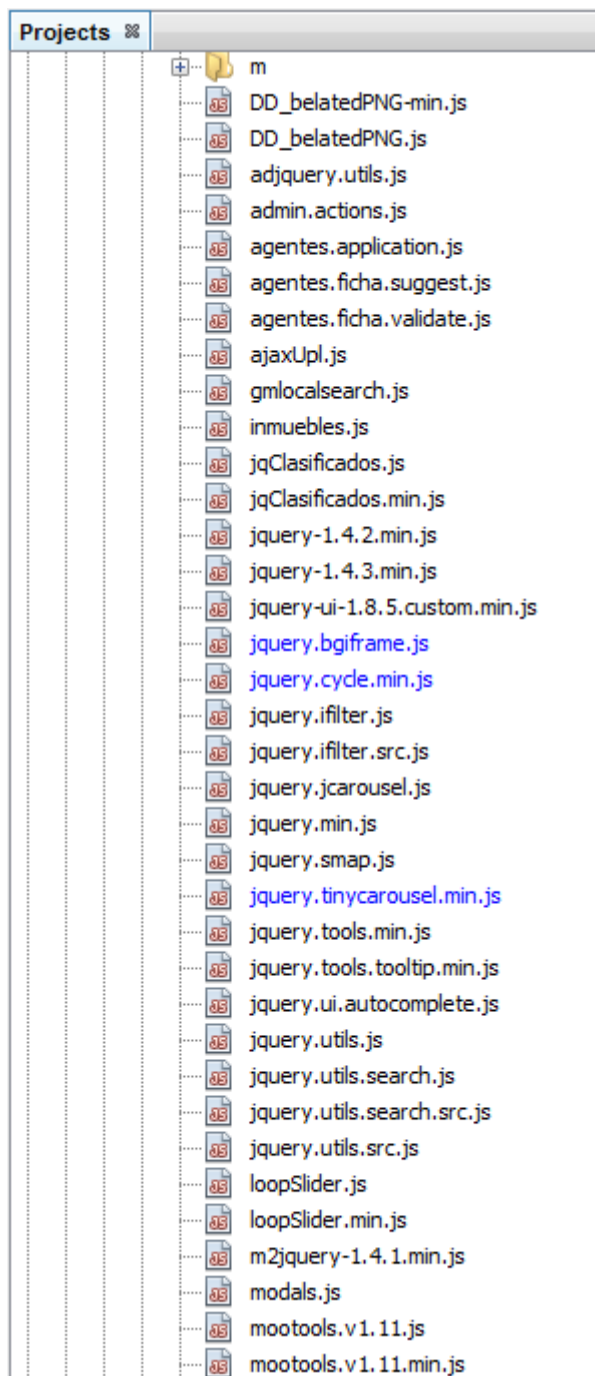 Projects
m
DD_belatedPNG-min.js
DD_belatedPNG.js
adjquery.utils.js
admin.actions.js
agentes.application.js
agentes.ficha.suggest.js
agentes.ficha.validate.js
ajaxUpl.js
gmlocalsearch.js
inmuebles.js
jqClasificados.js
jqClasificados.min.js
jquery-1.4.2.min.js
jquery-1.4.3.min.js
jquery-ui-1.8.5.custom.min.js
jquery.bgiframe.js
jquery.cycle.min.js
jquery.ifilter.js
jquery.ifilter.src.js
jquery.jcarousel.js
jquery.min.js
jquery.smap.js
jquery.tinycarousel.min.js
jquery.tools.min.js
jquery.tools.tooltip.min.js
jquery.ui.autocomplete.js
jquery.utils.js
jquery.utils.search.js
jquery.utils.search.src.js
jquery.utils.src.js
loopSlider.js
loopSlider.min.js
m2jquery-1.4.1.min.js
modals.js
mootools.v1.11.js
mootools.v1.11.min.js